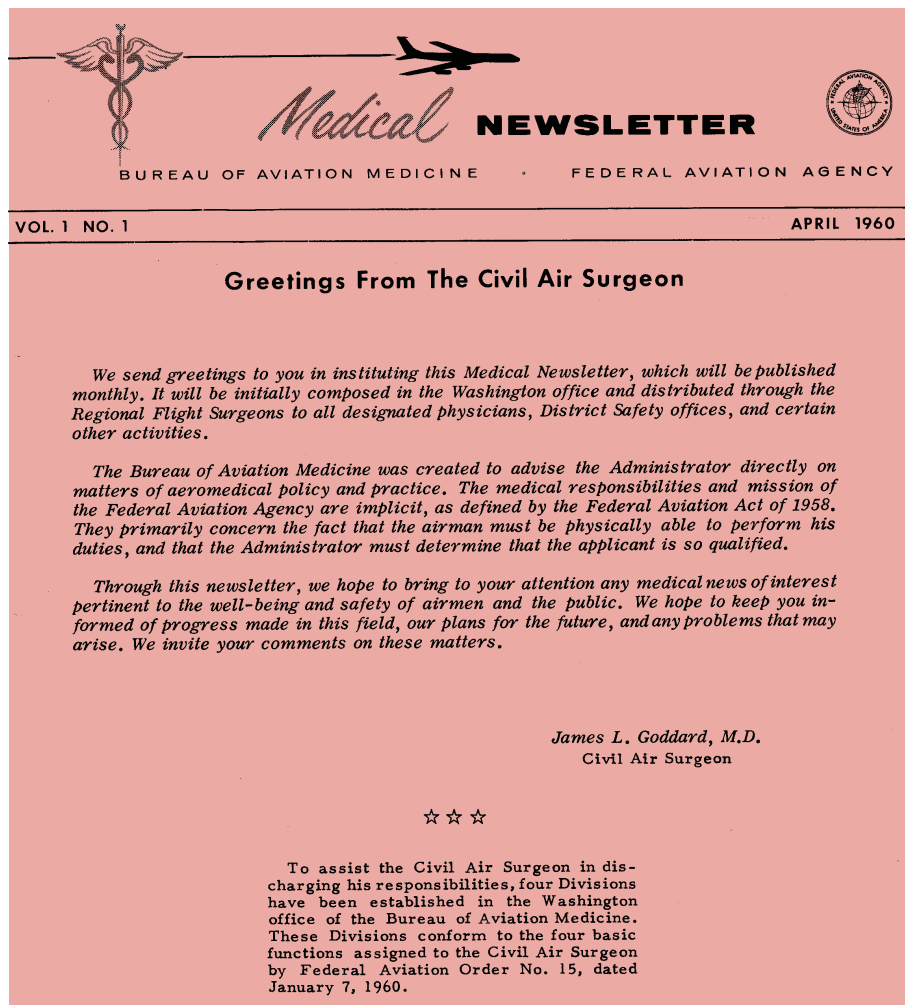 Medical NEWSLETTER
FEDERAL AVIATION AGENCY
UNITED STATES OF AMERICA
BUREAU OF AVIATION MEDICINE • FEDERAL AVIATION AGENCY
VOL. 1 NO. 1 APRIL 1960
Greetings From The Civil Air Surgeon
We send greetings to you in instituting this Medical Newsletter, which will be published
monthly. It will be initially composed in the Washington office and distributed through the
Regional Flight Surgeons to all designated physicians, District Safety offices, and certain
other activities.
The Bureau of Aviation Medicine was created to advise the Administrator directly on
matters of aeromedical policy and practice. The medical responsibilities and mission of
the Federal Aviation Agency are implicit, as defined by the Federal Aviation Act of 1958.
They primarily concern the fact that the airman must be physically able to perform his
duties, and that the Administrator must determine that the applicant is so qualified.
Through this newsletter, we hope to bring to your attention any medical news of interest
pertinent to the well-being and safety of airmen and the public. We hope to keep you in-
formed of progress made in this field, our plans for the future, and any problems that may
arise. We invite your comments on these matters.
James L. Goddard, M.D.
Civil Air Surgeon
☆ ☆ ☆
To assist the Civil Air Surgeon in dis-
charging his responsibilities, four Divisions
have been established in the Washington
office of the Bureau of Aviation Medicine.
These Divisions conform to the four basic
functions assigned to the Civil Air Surgeon
by Federal Aviation Order No. 15, dated
January 7, 1960.